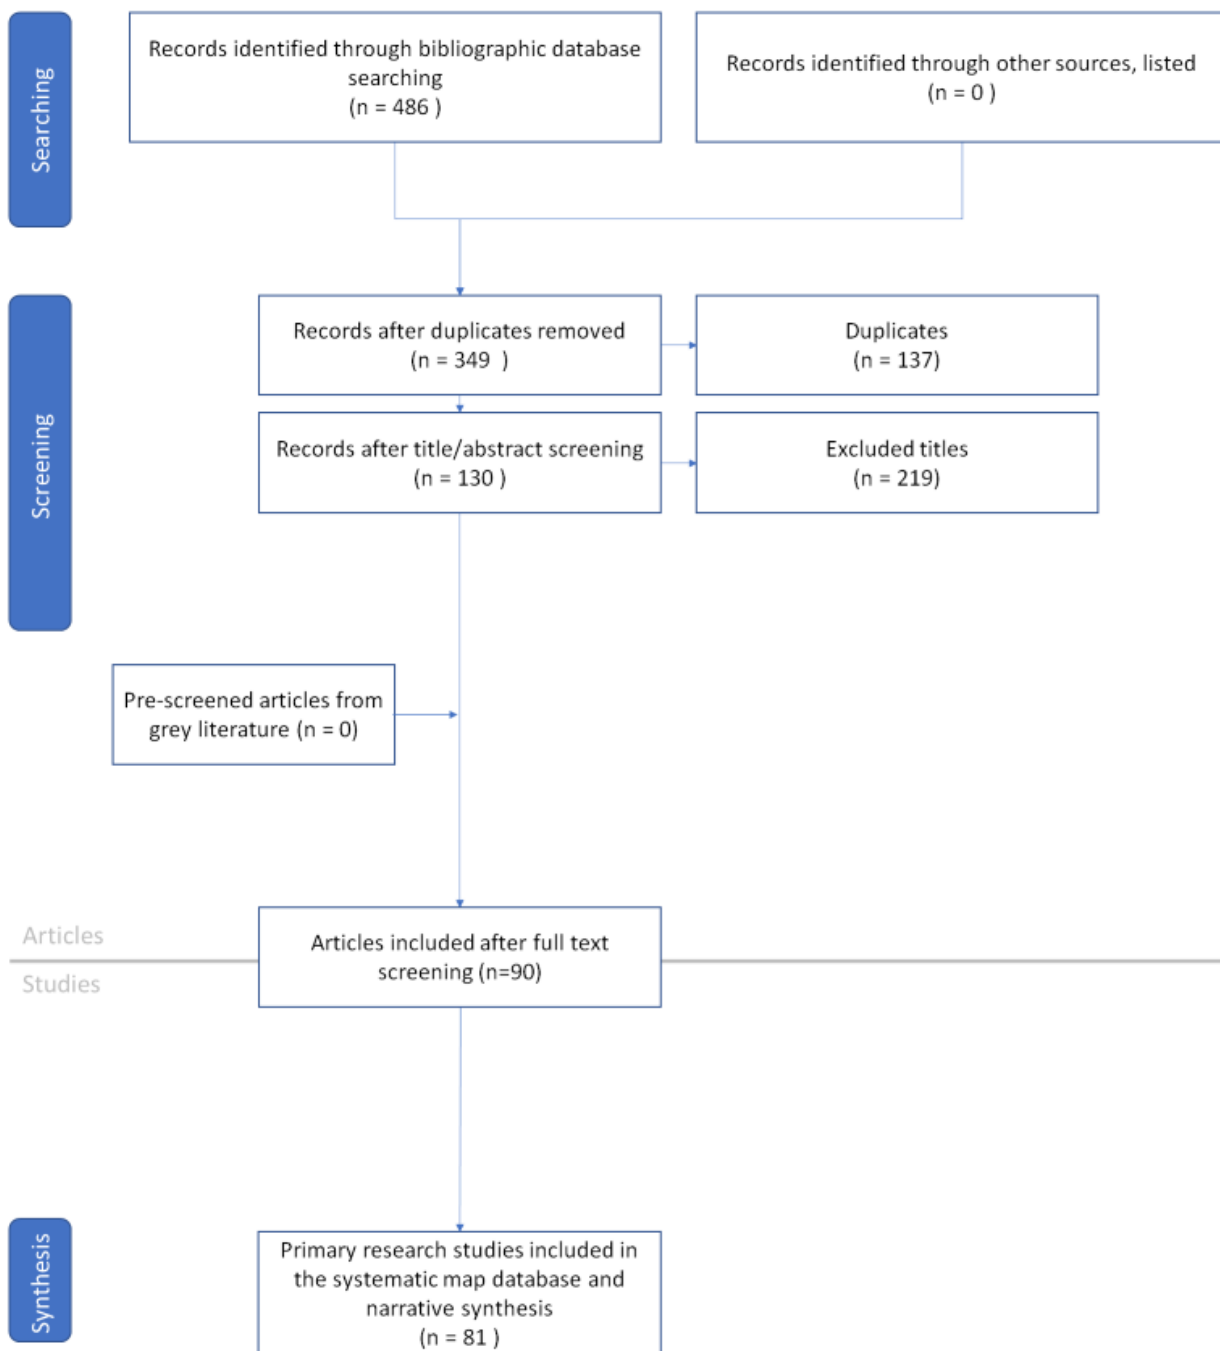 Searching
Records identified through bibliographic database
searching
(n = 486 )
Records identified through other sources, listed
(n = 0 )
Screening
Records after duplicates removed
(n = 349 )
Duplicates
(n = 137)
Records after title/abstract screening
(n = 130 )
Excluded titles
(n = 219)
Pre-screened articles from
grey literature (n = 0)
Articles
Studies
Articles included after full text
screening (n=90)
Synthesis
Primary research studies included in
the systematic map database and
narrative synthesis
(n = 81 )